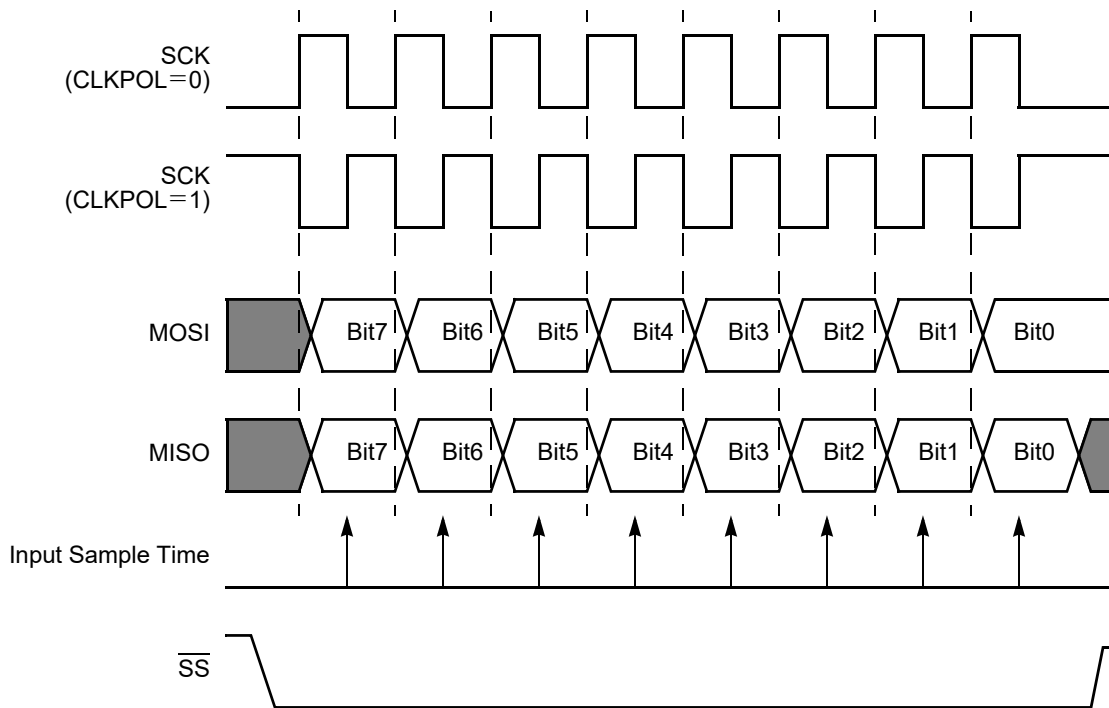 SCK
(CLKPOL=0)
SCK
(CLKPOL=1)
MOSI
Bit7 Bit6 Bit5 Bit4 Bit3 Bit2 Bit1 Bit0
MISO
Bit7 Bit6 Bit5 Bit4 Bit3 Bit2 Bit1 Bit0
Input Sample Time
SS